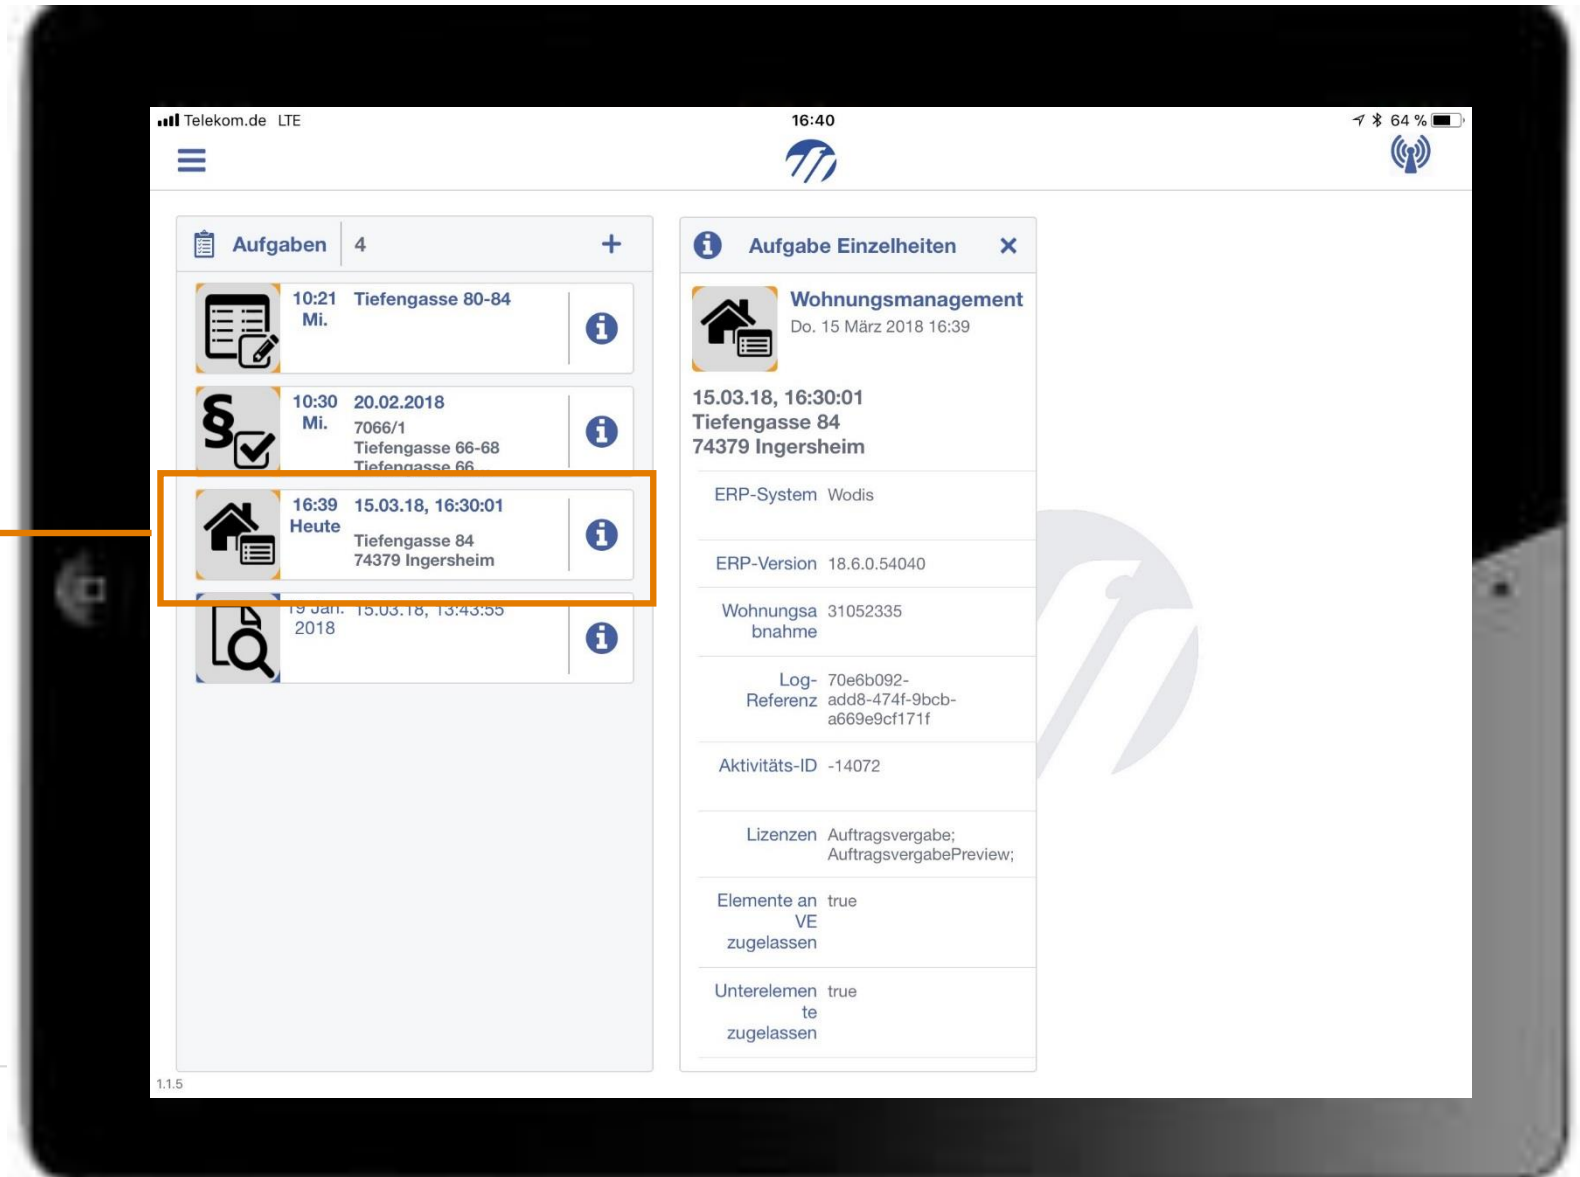 Telekom.de LTE
16:40
64 %
Aufgaben 4 +
10:21 Tiefengasse 80-84
Mi.
10:30 20.02.2018
Mi. 7066/1
Tiefengasse 66-68
Tiefengasse 66
16:39 15.03.18, 16:30:01
Heute
Tiefengasse 84
74379 Ingersheim
19 Jan. 15.03.18, 13:43:55
2018
Aufgabe Einzelheiten
Wohnungsmanagement
Do. 15 März 2018 16:39
15.03.18, 16:30:01
Tiefengasse 84
74379 Ingersheim
ERP-System Wodis
ERP-Version 18.6.0.54040
Wohnungsa 31052335
bnahme
Log- 70e6b092-
Referenz add8-474f-9bcb-
a669e9cf171f
Aktivitäts-ID -14072
Lizenzen Auftragsvergabe;
AuftragsvergabePreview;
Elemente an true
VE
zugelassen
Unterelemen true
te
zugelassen
1.1.5